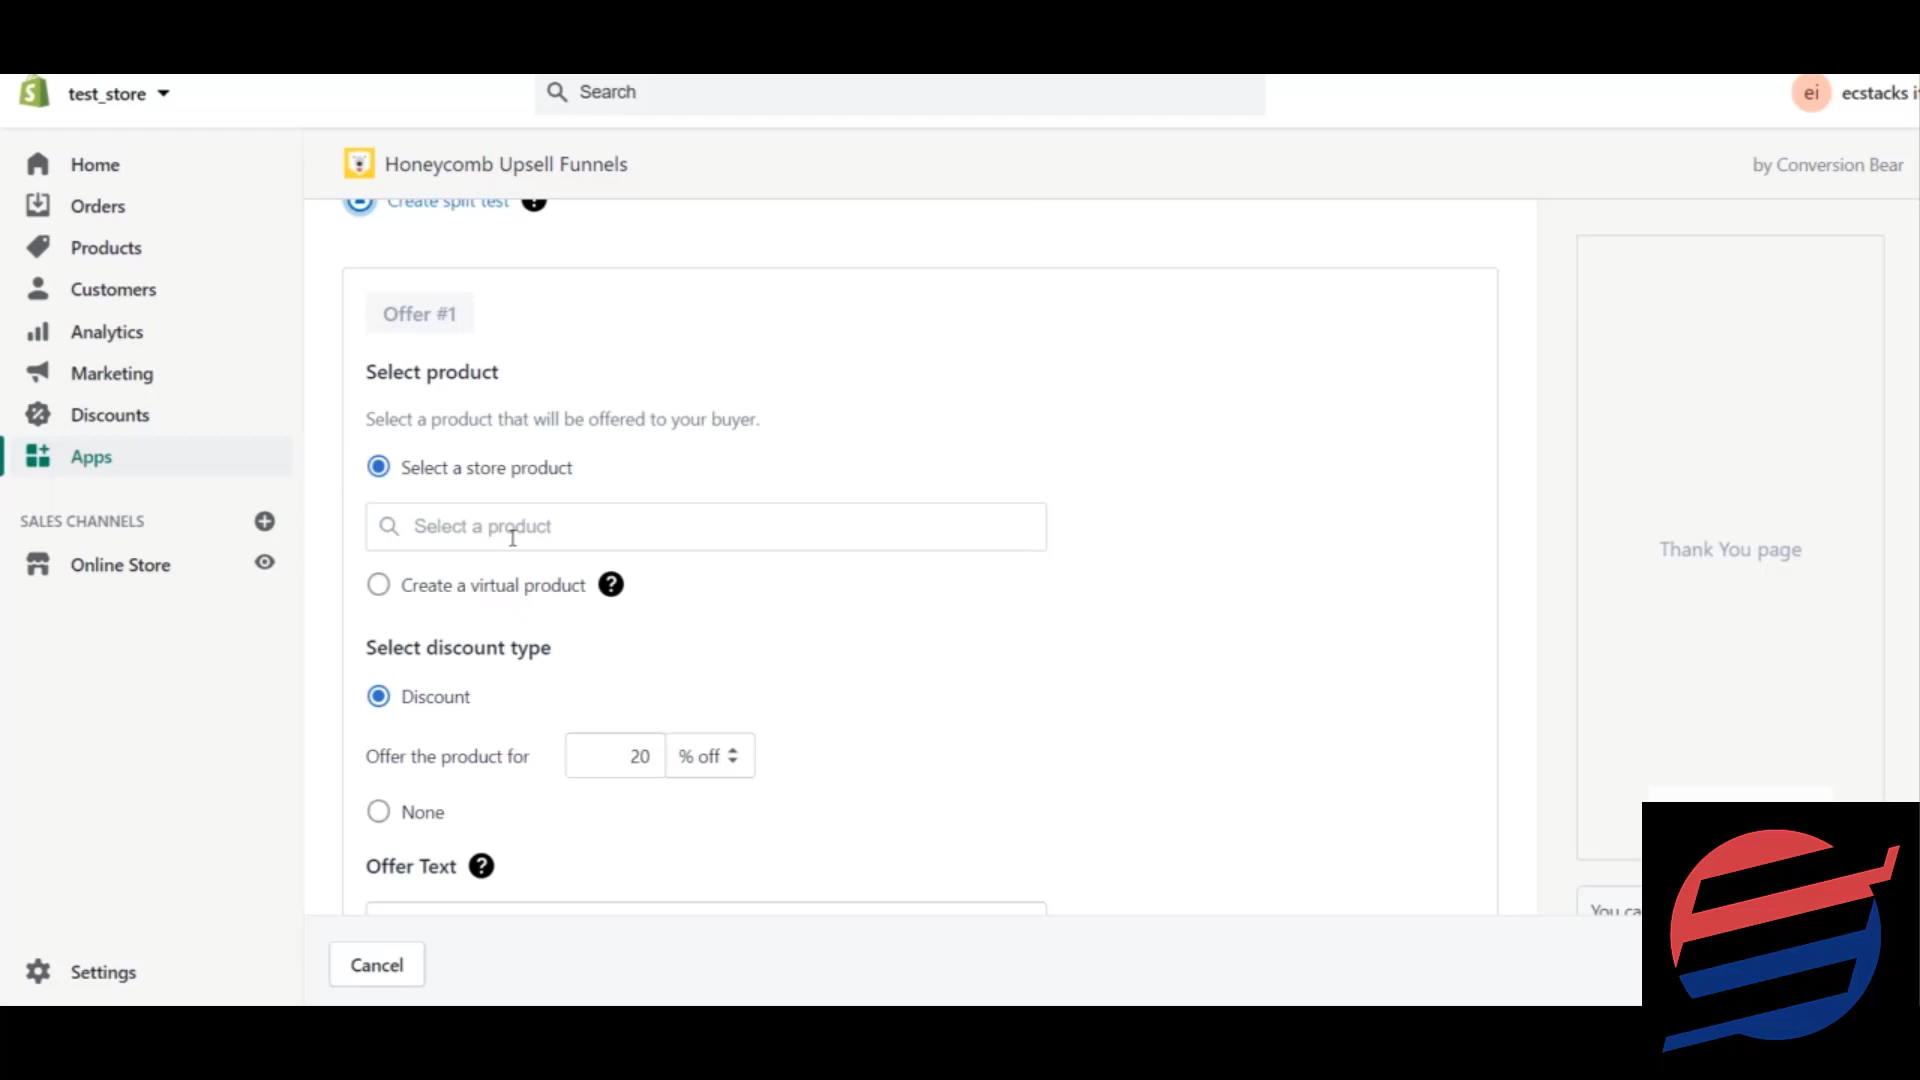 test_store
Search
ei
ecstacks
Home
Orders
Products
Customers
Analytics
Marketing
Discounts
Apps
SALES CHANNELS
Online Store
Settings
Honeycomb Upsell Funnels
by Conversion Bear
Create split test ?
Offer #1
Select product
Select a product that will be offered to your buyer.
Select a store product
Select a product
Create a virtual product ?
Select discount type
Discount
Offer the product for 20 % off
None
Offer Text ?
Cancel
Thank You page
You